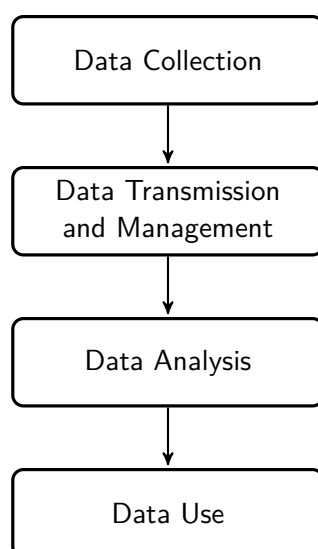 Data Collection
Data Transmission
and Management
Data Analysis
Data Use